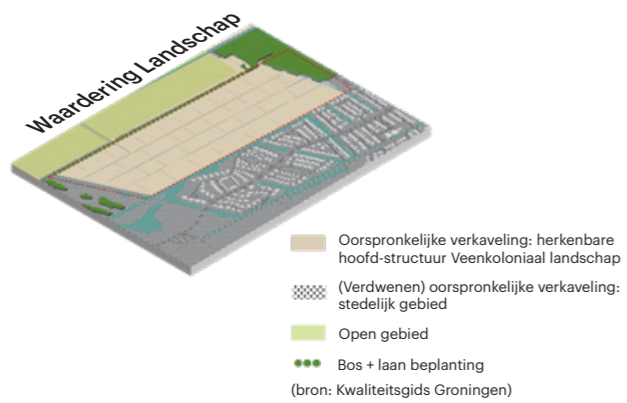 Waardering Landschap
Oorspronkelijke verkaveling: herkenbare
hoofd-structuur Veenkoloniaal landschap
(Verdwenen) oorspronkelijke verkaveling:
stedelijk gebied
Open gebied
Bos + laan beplanting
(bron: Kwaliteitsgids Groningen)